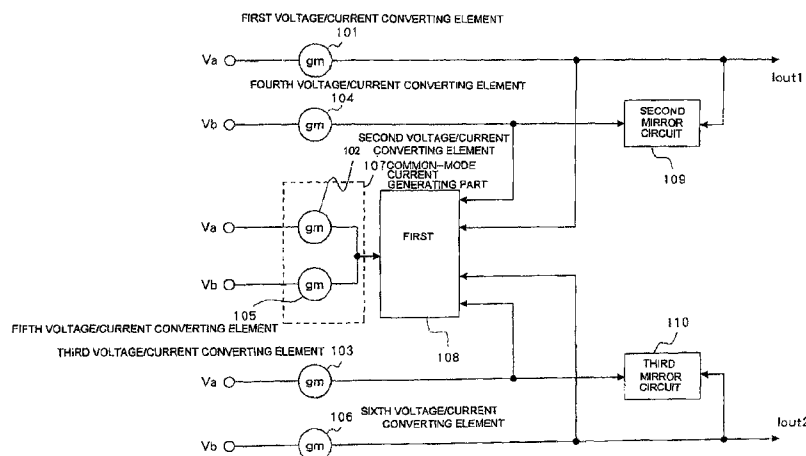 FIRST VOLTAGE/CURRENT CONVERTING ELEMENT
101
Va
gm
Iout1
FOURTH VOLTAGE/CURRENT CONVERTING ELEMENT
104
Vb
gm
SECOND
MIRROR
CIRCUIT
109
SECOND VOLTAGE/CURRENT
CONVERTING ELEMENT
102
107
COMMON-MODE
CURRENT
GENERATING PART
Va
gm
FIRST
Vb
gm
105
108
FIFTH VOLTAGE/CURRENT CONVERTING ELEMENT
THIRD VOLTAGE/CURRENT CONVERTING ELEMENT
103
Va
gm
110
THIRD
MIRROR
CIRCUIT
SIXTH VOLTAGE/CURRENT
CONVERTING ELEMENT
106
Vb
gm
Iout2